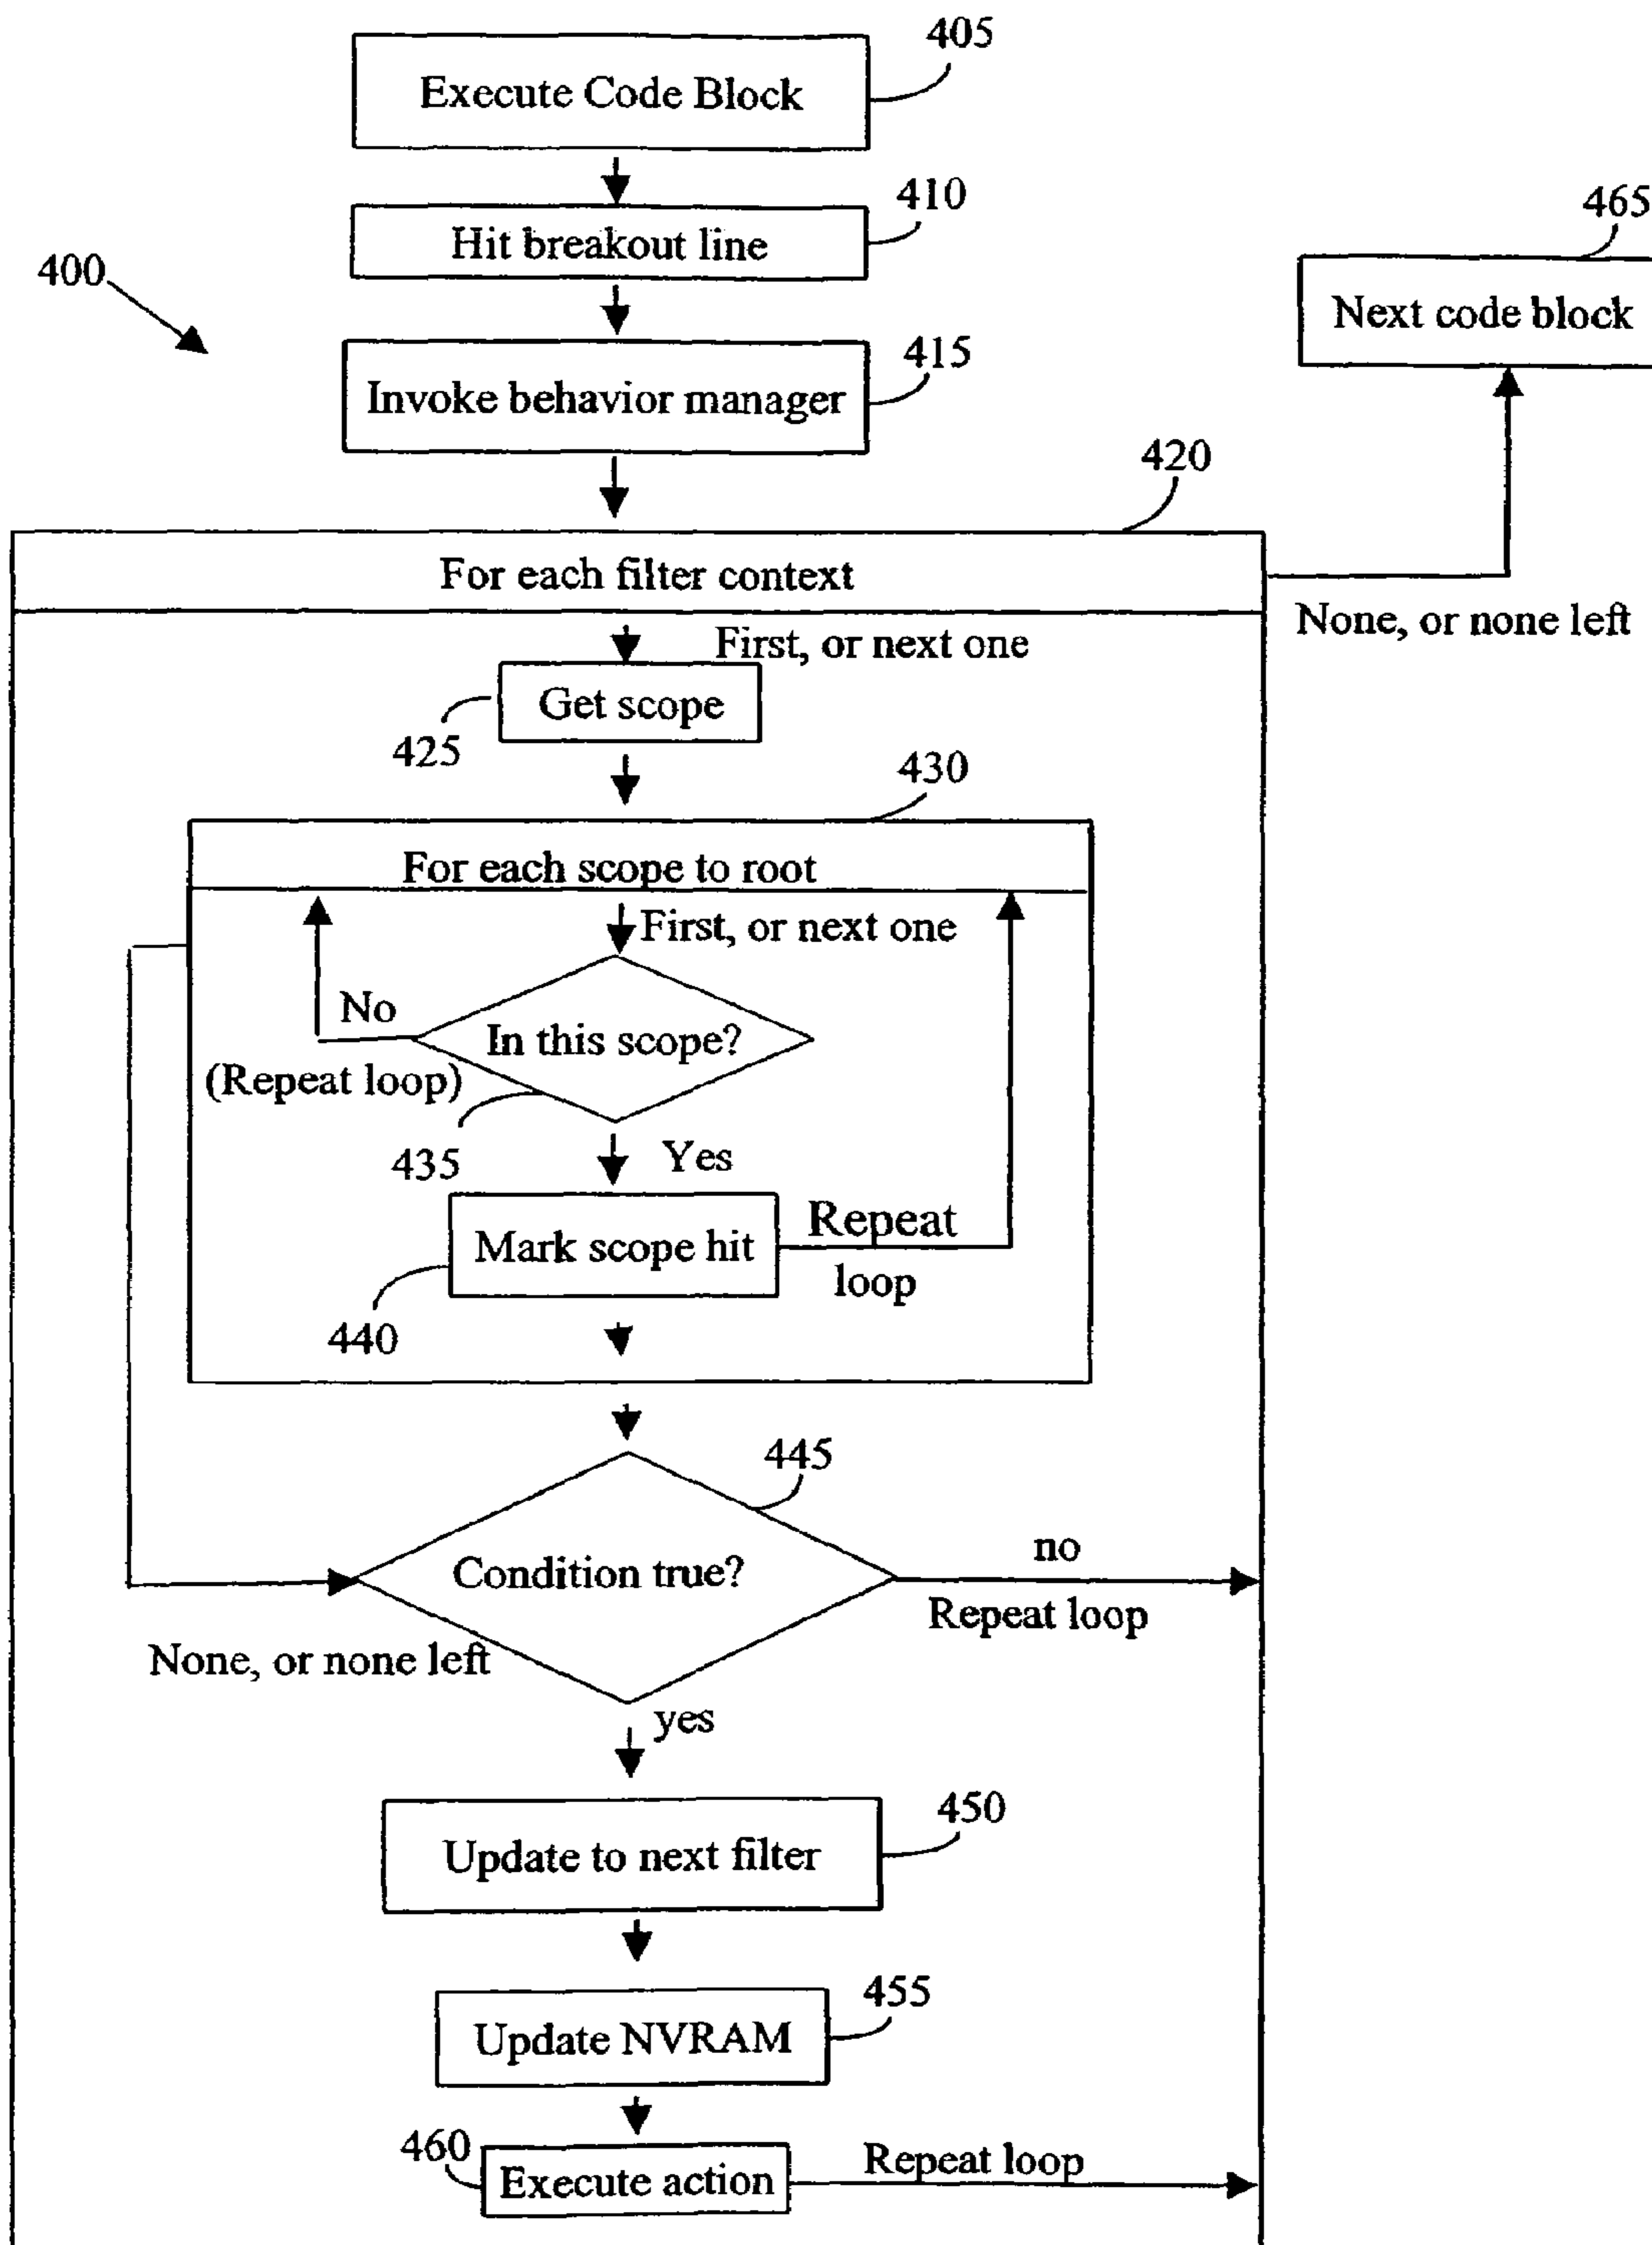 405
Execute Code Block
410
Hit breakout line
465
Next code block
400
415
Invoke behavior manager
420
For each filter context
None, or none left
First, or next one
Get scope
425
430
For each scope to root
First, or next one
No
In this scope?
(Repeat loop)
435
Yes
Mark scope hit
Repeat
loop
440
445
Condition true?
no
Repeat loop
None, or none left
yes
450
Update to next filter
455
Update NVRAM
460
Execute action
Repeat loop